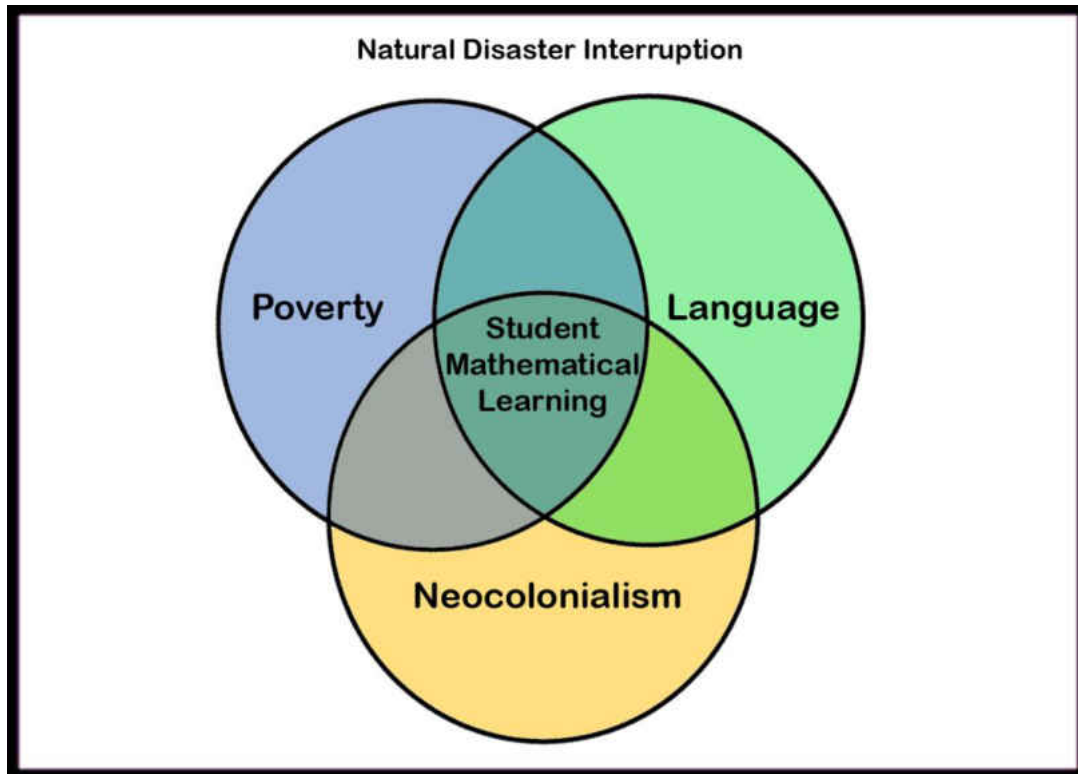 Natural Disaster Interruption
Poverty
Language
Student
Mathematical
Learning
Neocolonialism